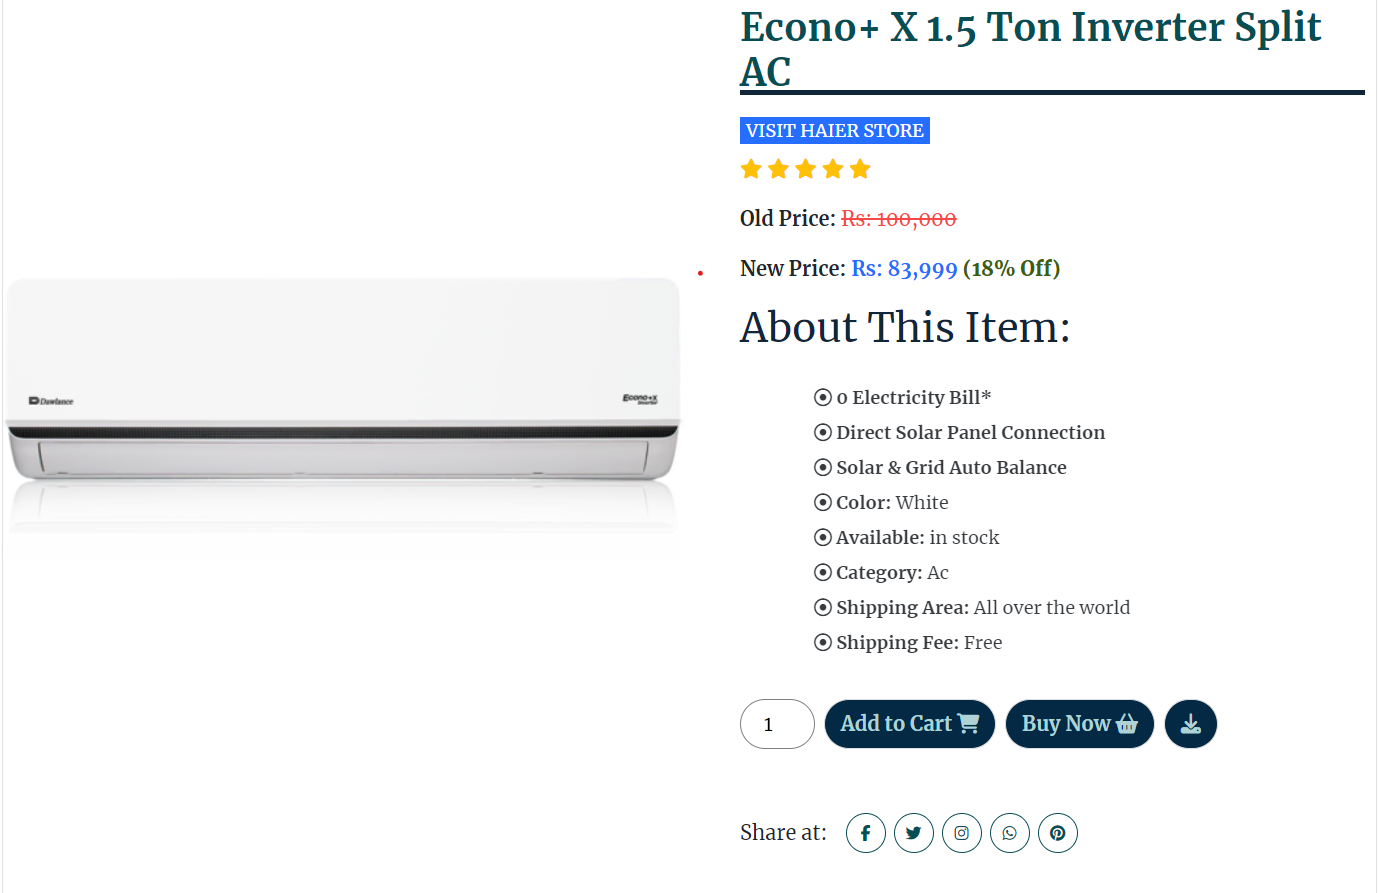 Econo+ X 1.5 Ton Inverter Split
AC
VISIT HAIER STORE
Old Price: Rs: 100,000
New Price: Rs: 83,999 (18% Off)
About This Item:
0 Electricity Bill*
Direct Solar Panel Connection
Solar & Grid Auto Balance
Color: White
Available: in stock
Category: Ac
Shipping Area: All over the world
Shipping Fee: Free
1
Add to Cart
Buy Now
Share at:
Dawlance
Econo+X
Inverter